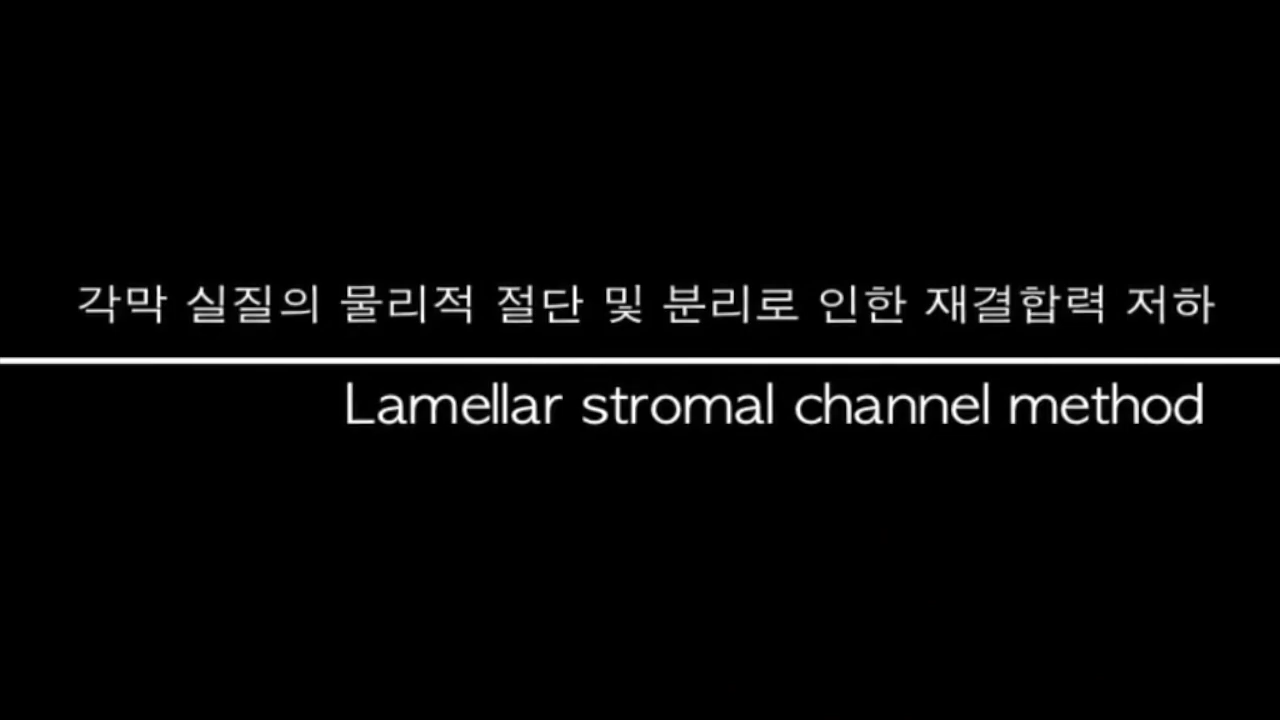 각막 실질의 물리적 절단 및 분리로 인한 재결합력 저하
Lamellar stromal channel method